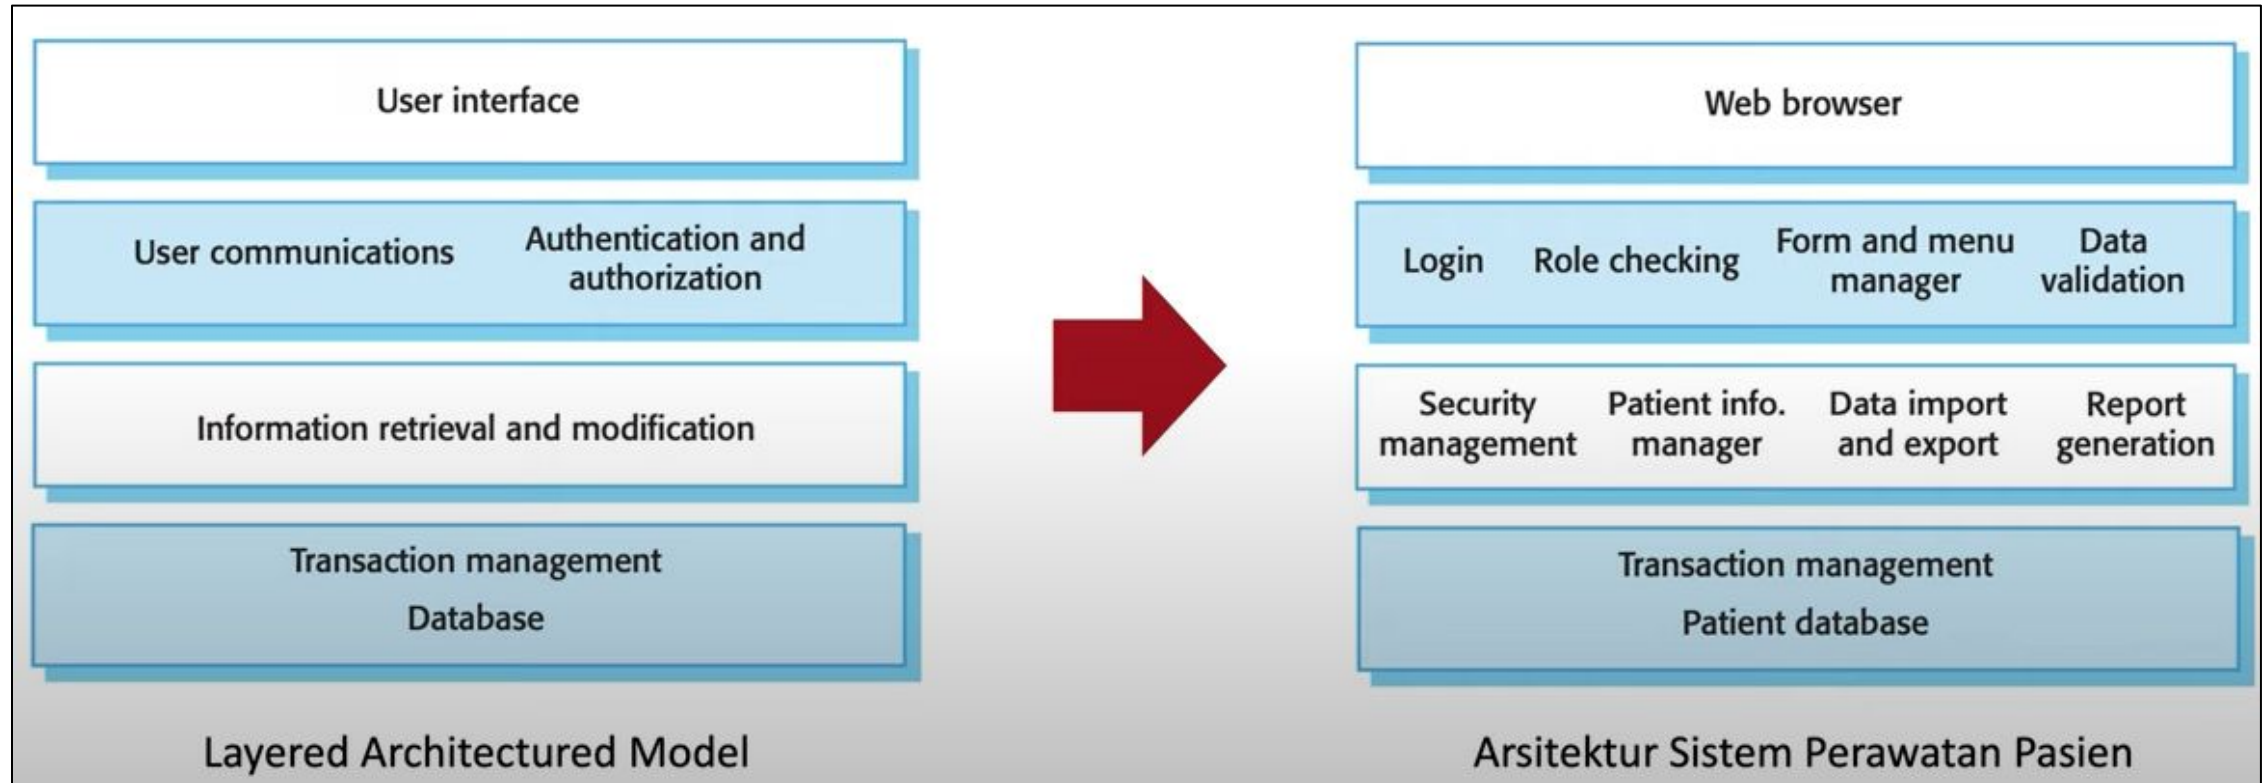 User interface
User communications
Authentication and
authorization
Information retrieval and modification
Transaction management
Database
Layered Architectured Model
Web browser
Login
Role checking
Form and menu
manager
Data
validation
Security
management
Patient info.
manager
Data import
and export
Report
generation
Transaction management
Patient database
Arsitektur Sistem Perawatan Pasien